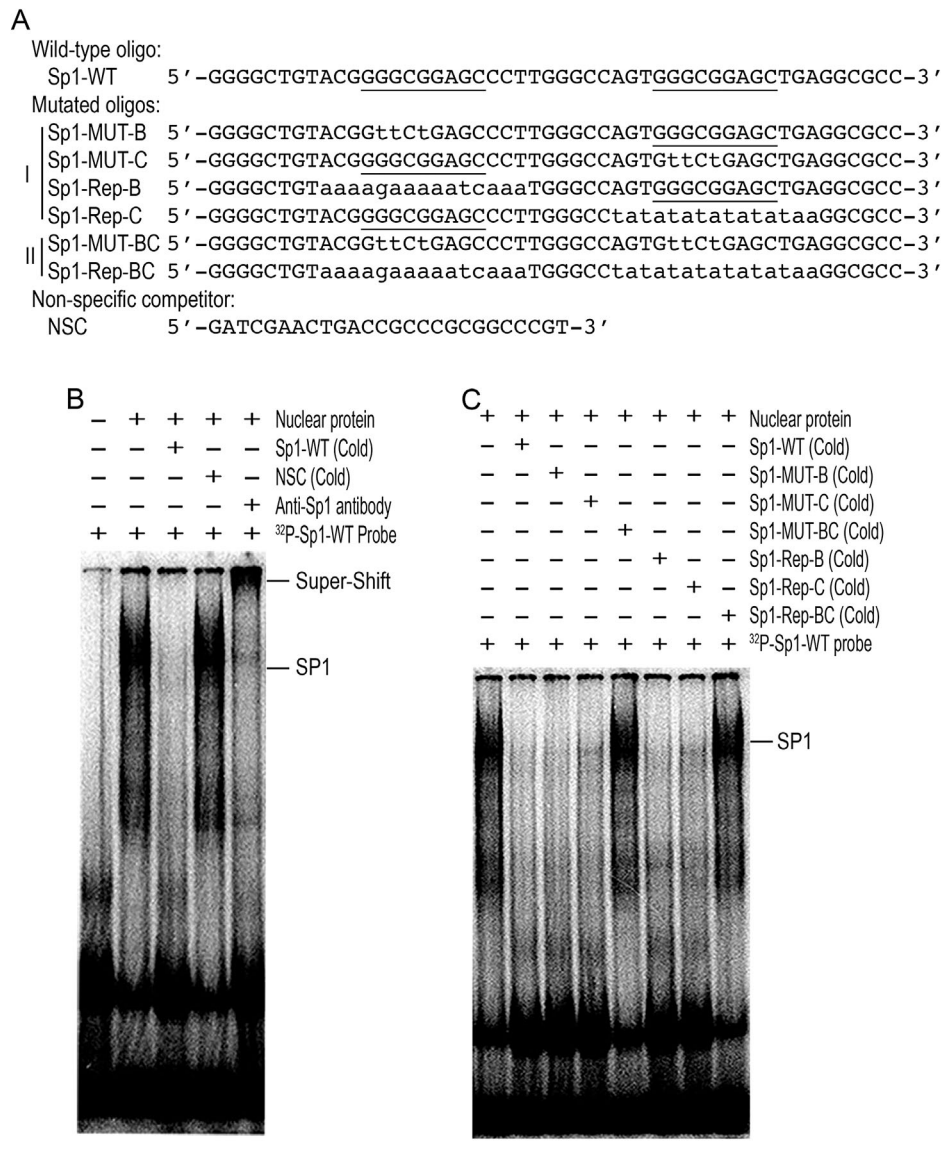 A
Wild-type oligo:
Sp1-WT 5′-GGGGCTGTACGGGGCGGAGCCCTTGGGCCAGTGGGCGGAGCTGAGGCGCC-3′
Mutated oligos:
I
Sp1-MUT-B 5′-GGGGCTGTACGGttCtGAGCCCTTGGGCCAGTGGGCGGAGCTGAGGCGCC-3′
Sp1-MUT-C 5′-GGGGCTGTACGGGGCGGAGCCCTTGGGCCAGTGttCtGAGCTGAGGCGCC-3′
Sp1-Rep-B 5′-GGGGCTGTaaaagaaaaatcaaaTGGGCCAGTGGGCGGAGCTGAGGCGCC-3′
Sp1-Rep-C 5′-GGGGCTGTACGGGGCGGAGCCCTTGGGCCtatatatatatataaGGCGCC-3′
II
Sp1-MUT-BC 5′-GGGGCTGTACGGttCtGAGCCCTTGGGCCAGTGttCtGAGCTGAGGCGCC-3′
Sp1-Rep-BC 5′-GGGGCTGTaaaagaaaaatcaaaTGGGCCtatatatatatataaGGCGCC-3′
Non-specific competitor:
NSC 5′-GATCGAACTGACCGCCCGCGGCCCGT-3′
B
– + + + + Nuclear protein
– – + – – Sp1-WT (Cold)
– – – + – NSC (Cold)
– – – – + Anti-Sp1 antibody
+ + + + + ³²P-Sp1-WT Probe
Super-Shift
SP1
C
+ + + + + + + + Nuclear protein
– + – – – – – – Sp1-WT (Cold)
– – + – – – – – Sp1-MUT-B (Cold)
– – – + – – – – Sp1-MUT-C (Cold)
– – – – + – – – Sp1-MUT-BC (Cold)
– – – – – + – – Sp1-Rep-B (Cold)
– – – – – – + – Sp1-Rep-C (Cold)
– – – – – – – + Sp1-Rep-BC (Cold)
+ + + + + + + + ³²P-Sp1-WT probe
SP1